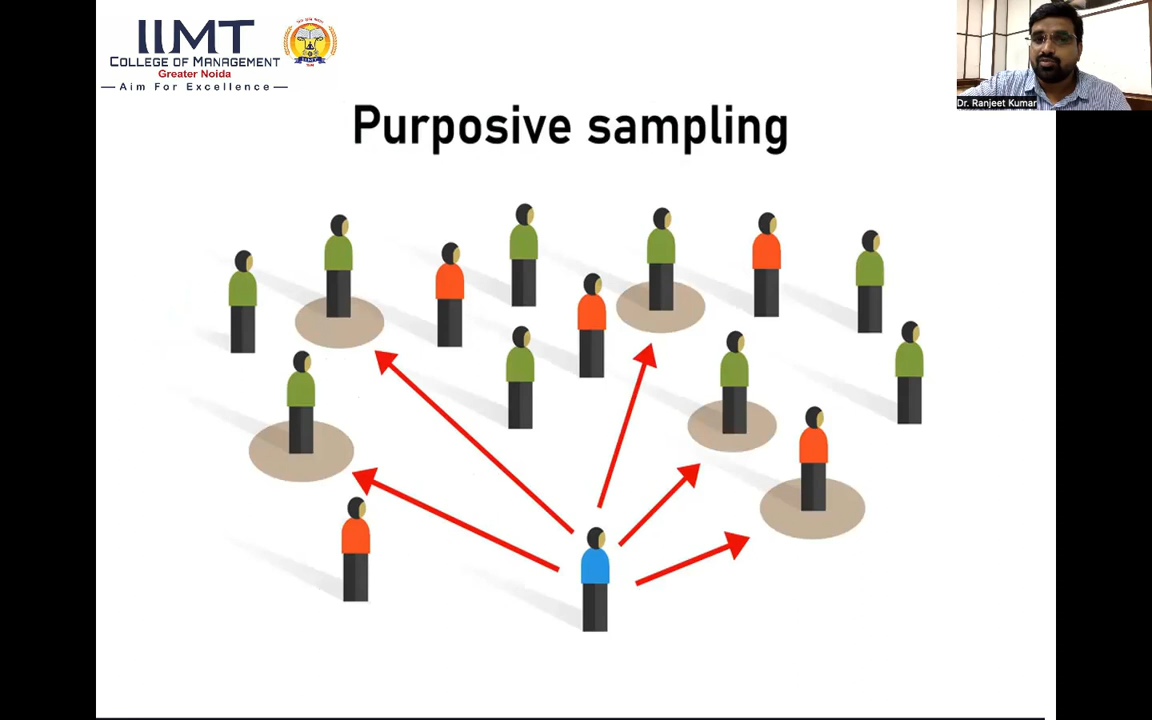 IIMT
COLLEGE OF MANAGEMENT
Greater Noida
Aim For Excellence
Dr. Ranjeet Kumar
Purposive sampling